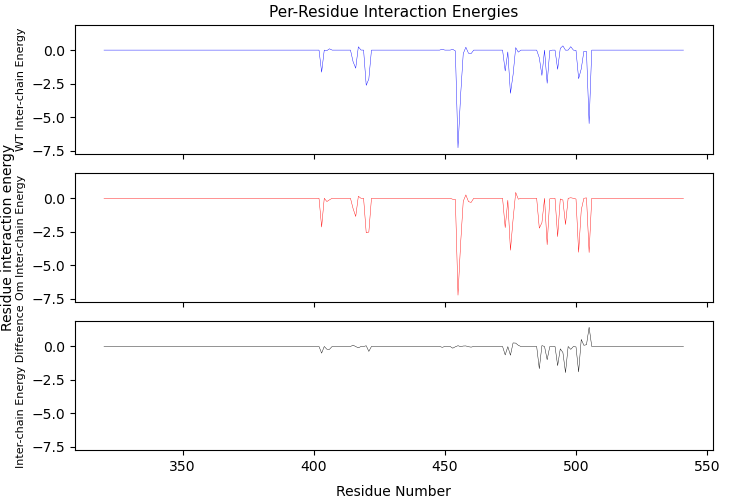 Per-Residue Interaction Energies
Residue interaction energy
WT Inter-chain Energy
0.0
−2.5
−5.0
−7.5
Om Inter-chain Energy
0.0
−2.5
−5.0
−7.5
Inter-chain Energy Difference
0.0
−2.5
−5.0
−7.5
350 400 450 500 550
Residue Number